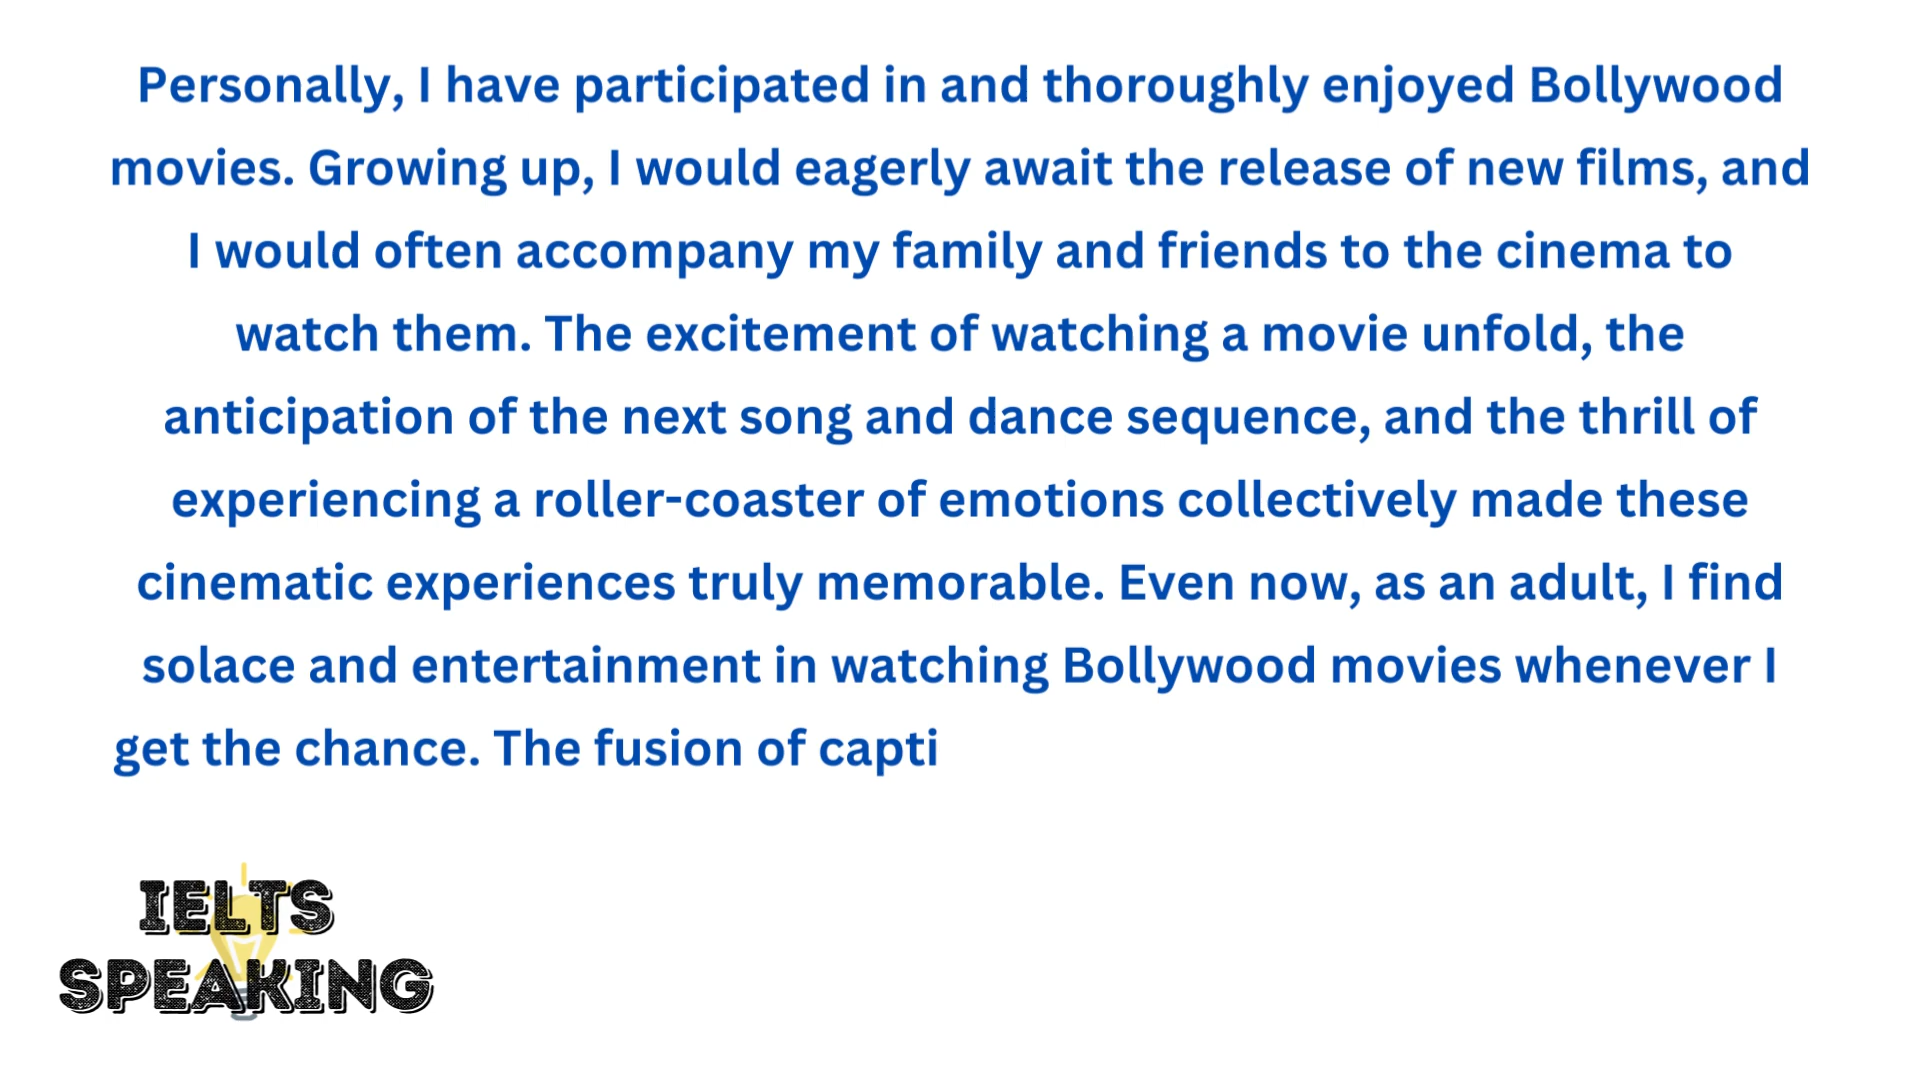 Personally, I have participated in and thoroughly enjoyed Bollywood
movies. Growing up, I would eagerly await the release of new films, and
I would often accompany my family and friends to the cinema to
watch them. The excitement of watching a movie unfold, the
anticipation of the next song and dance sequence, and the thrill of
experiencing a roller-coaster of emotions collectively made these
cinematic experiences truly memorable. Even now, as an adult, I find
solace and entertainment in watching Bollywood movies whenever I
get the chance. The fusion of capti
IELTS
SPEAKING